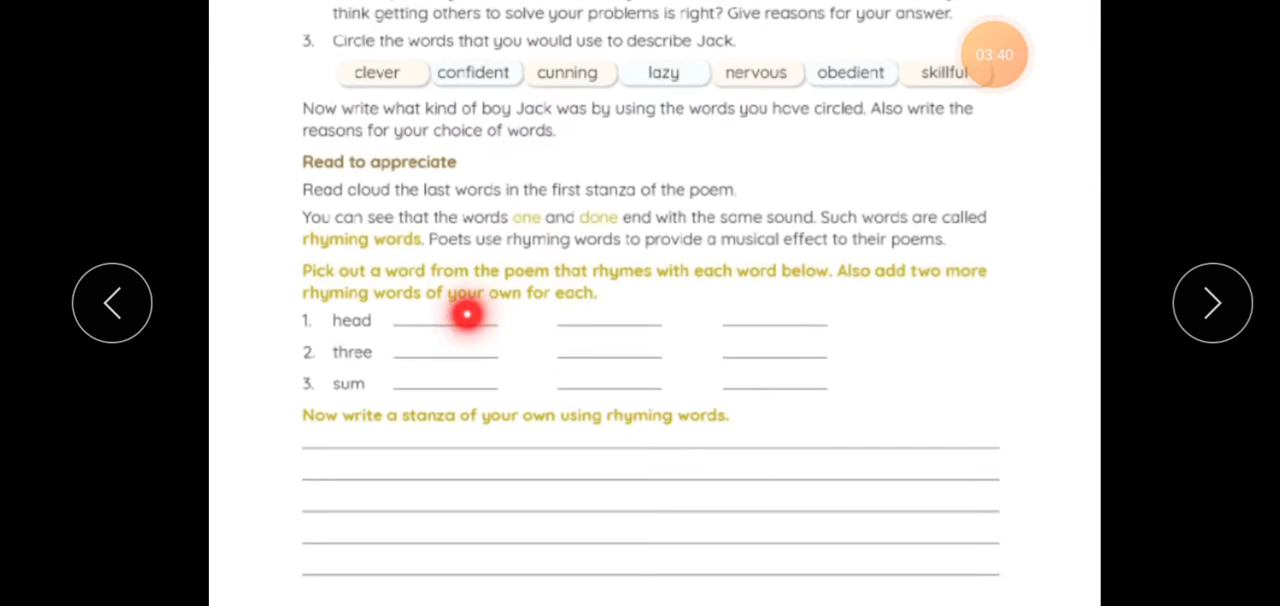 think getting others to solve your problems is right? Give reasons for your answer.
3. Circle the words that you would use to describe Jack.
03:40
clever confident cunning lazy nervous obedient skillful
Now write what kind of boy Jack was by using the words you have circled. Also write the
reasons for your choice of words.
Read to appreciate
Read cloud the last words in the first stanza of the poem.
You can see that the words one and done end with the same sound. Such words are called
rhyming words. Poets use rhyming words to provide a musical effect to their poems.
Pick out a word from the poem that rhymes with each word below. Also add two more
rhyming words of your own for each.
1. head
2. three
3. sum
Now write a stanza of your own using rhyming words.